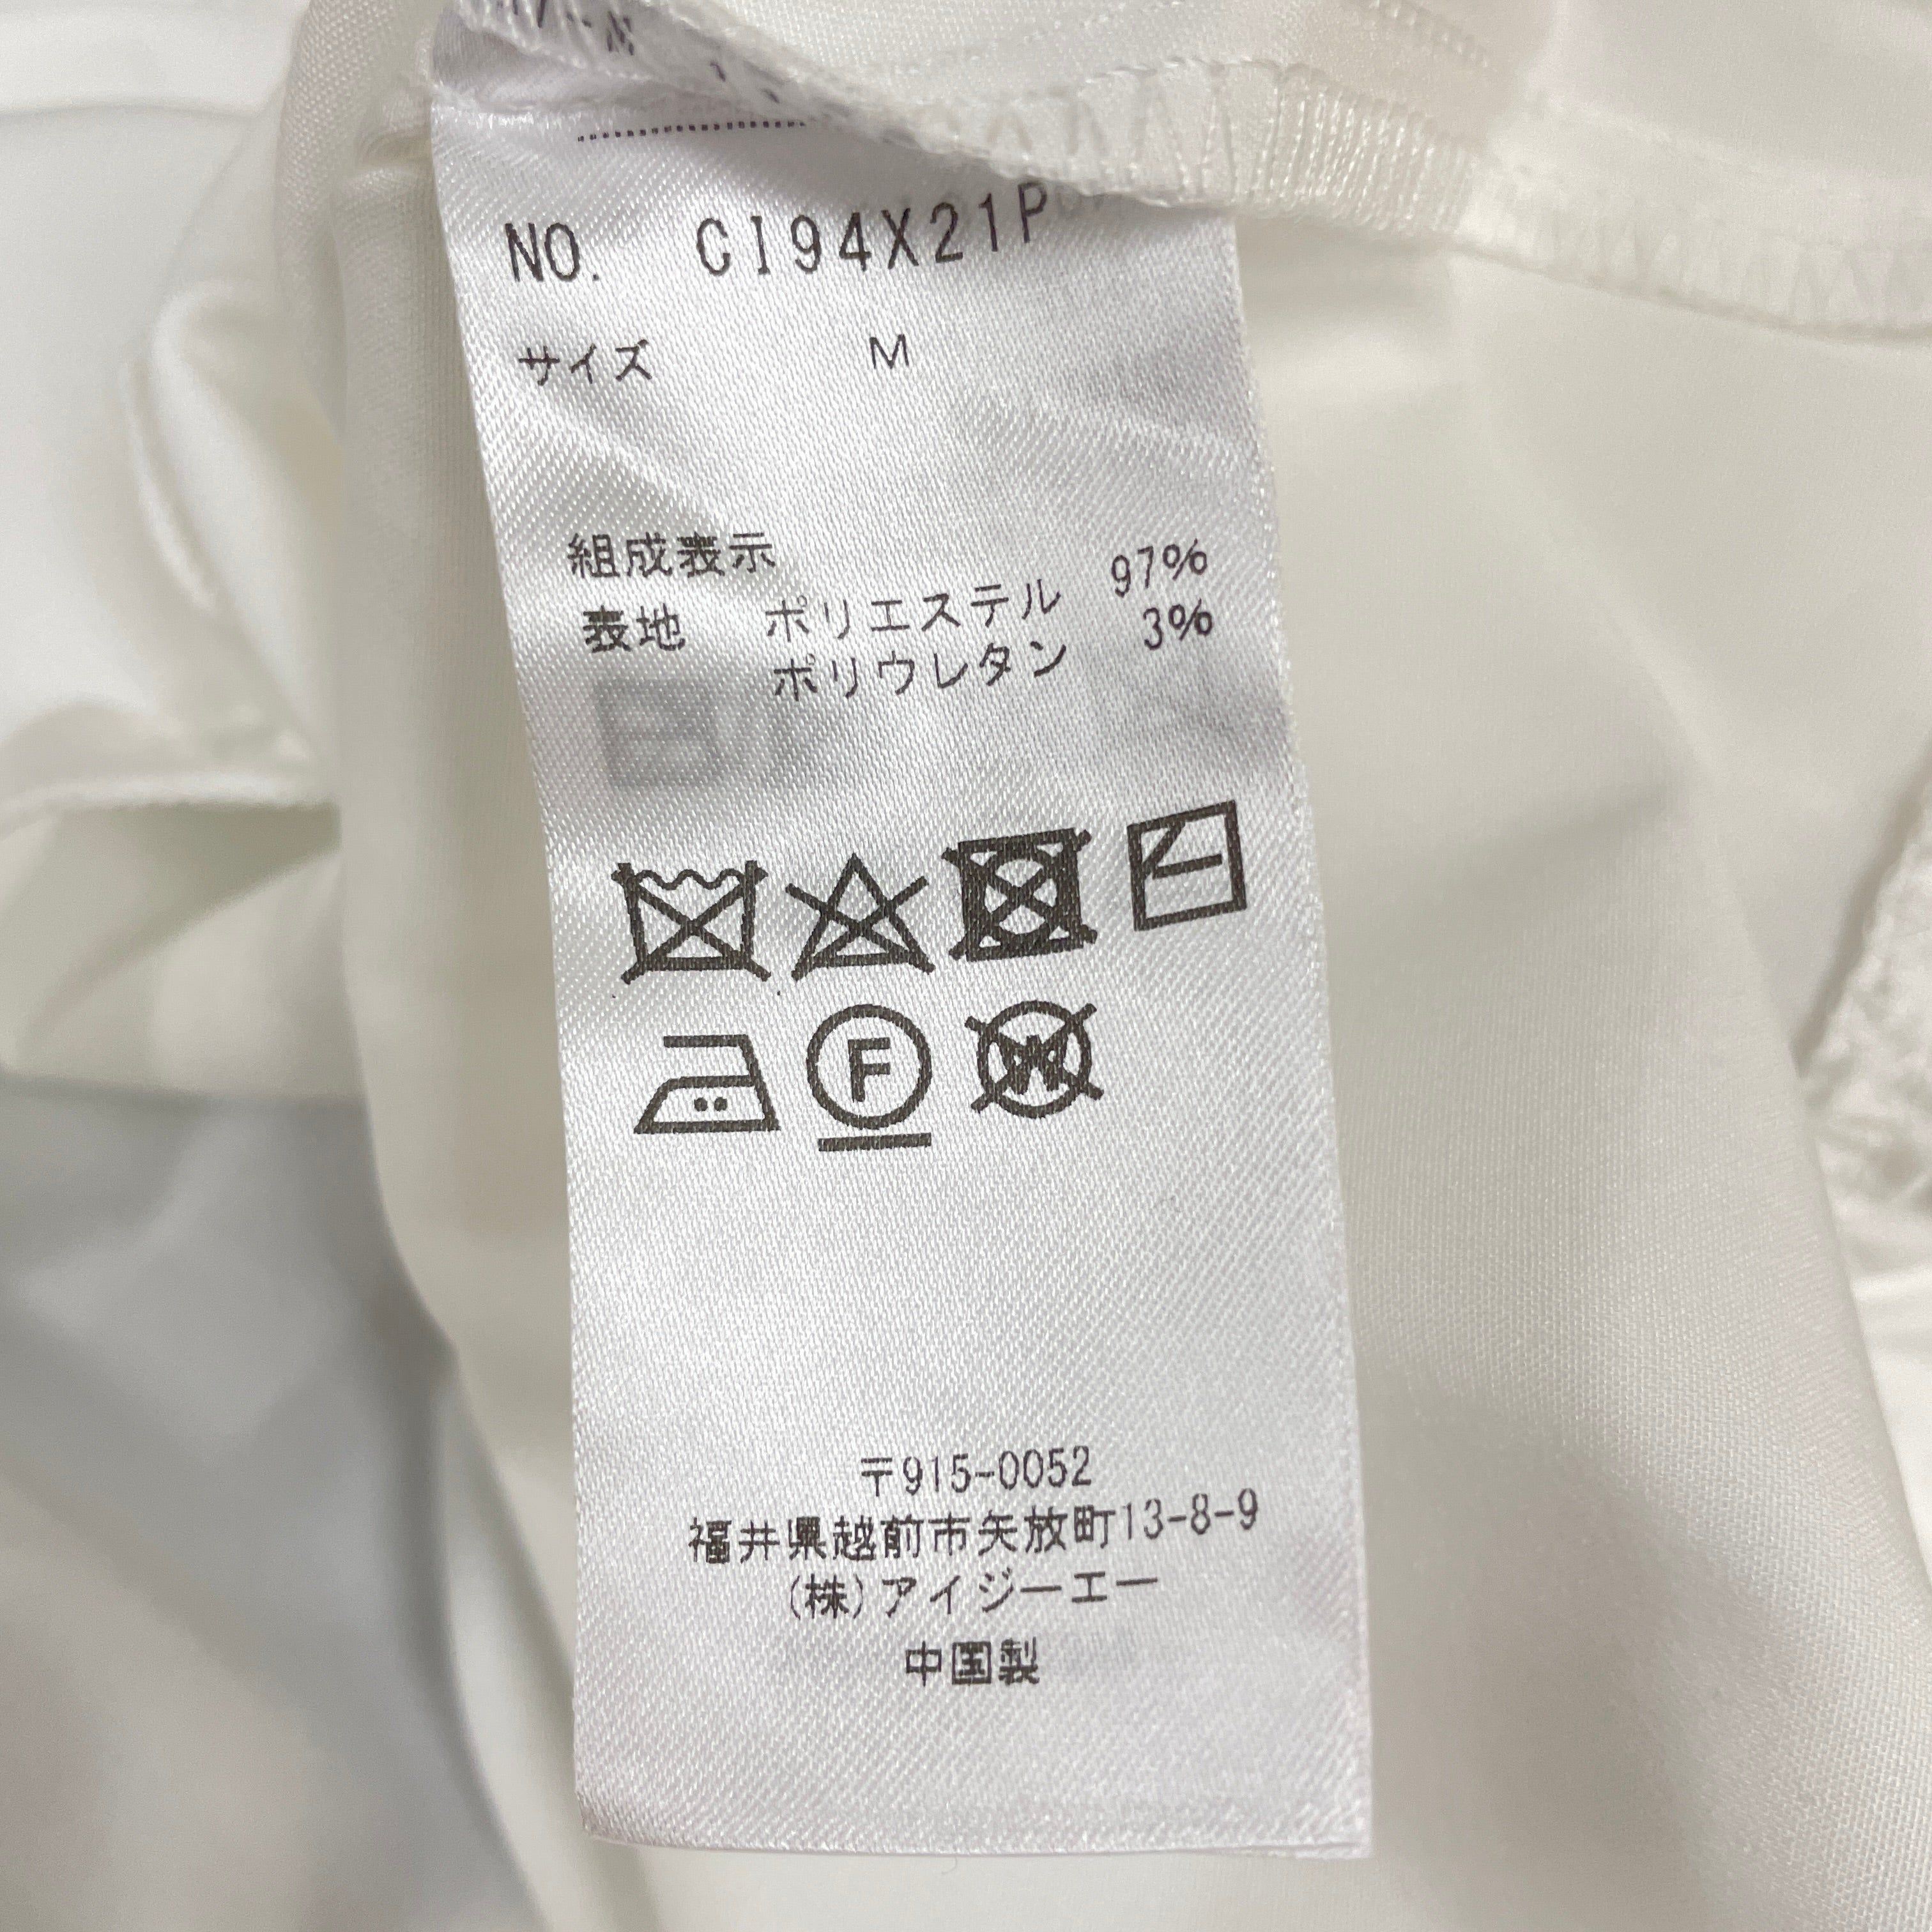 NO. CI94X21P
サイズ M
組成表示
表地 ポリエステル 97%
ポリウレタン 3%
F
W
〒915-0052
福井県越前市矢放町13-8-9
(株)アイジーエー
中国製